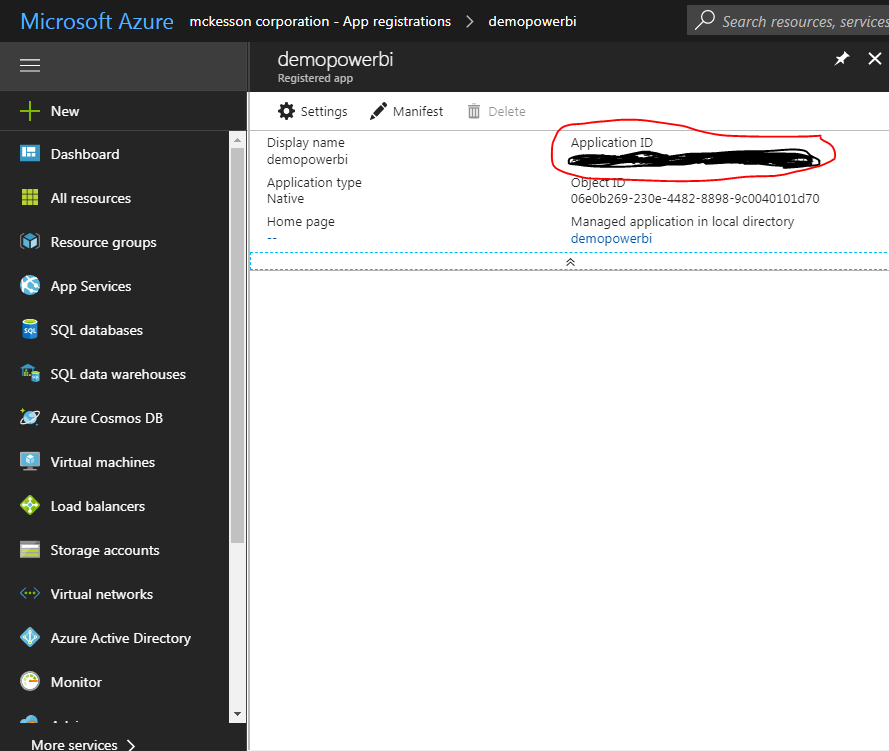 Microsoft Azure mckesson corporation - App registrations > demopowerbi
Search resources, services
demopowerbi
Registered app
New
Dashboard
All resources
Resource groups
App Services
SQL databases
SQL data warehouses
Azure Cosmos DB
Virtual machines
Load balancers
Storage accounts
Virtual networks
Azure Active Directory
Monitor
More services >
Settings
Manifest
Delete
Display name
demopowerbi
Application type
Native
Home page
--
Application ID
Object ID
06e0b269-230e-4482-8898-9c0040101d70
Managed application in local directory
demopowerbi